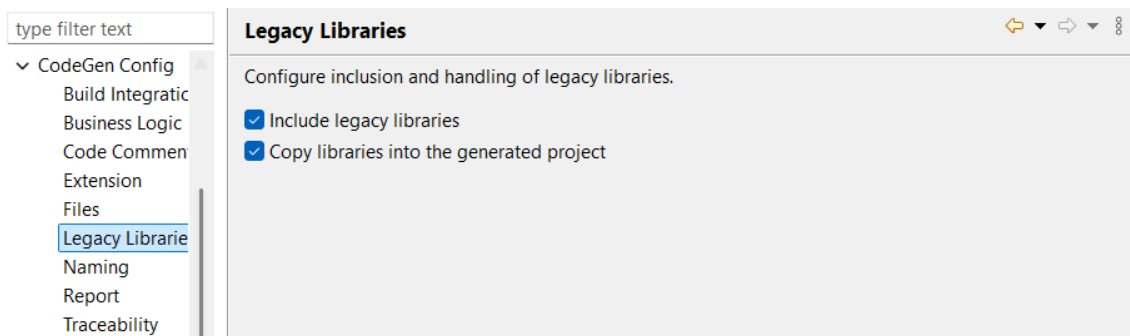 type filter text
CodeGen Config
Build Integratic
Business Logic
Code Commen
Extension
Files
Legacy Librarie
Naming
Report
Traceability
Legacy Libraries
Configure inclusion and handling of legacy libraries.
Include legacy libraries
Copy libraries into the generated project